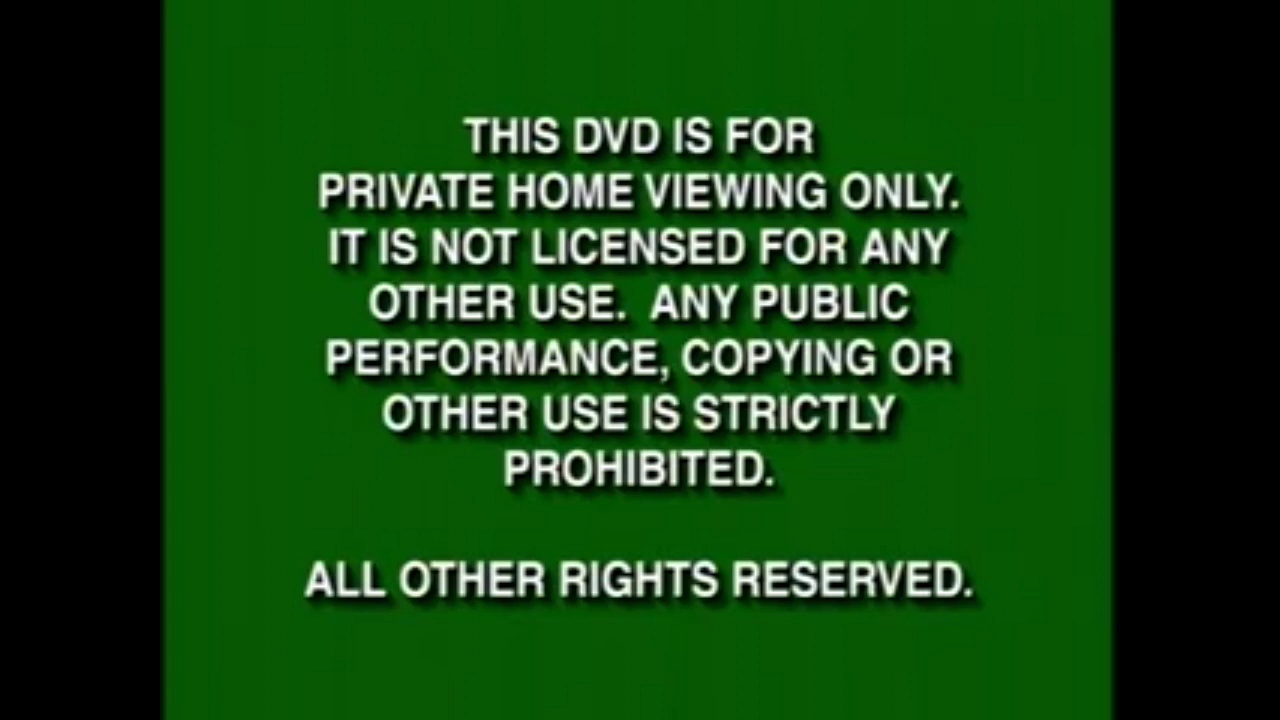 THIS DVD IS FOR
PRIVATE HOME VIEWING ONLY.
IT IS NOT LICENSED FOR ANY
OTHER USE.  ANY PUBLIC
PERFORMANCE, COPYING OR
OTHER USE IS STRICTLY
PROHIBITED.
ALL OTHER RIGHTS RESERVED.